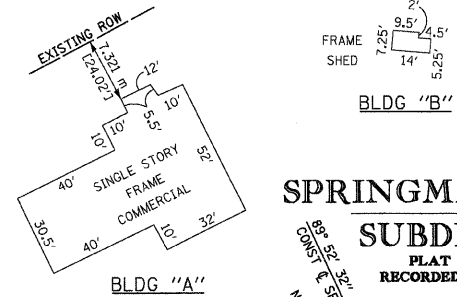 EXISTING ROW
7.321 m
[24.02']
12'
10'
10'
10'
5.5'
52'
40'
SINGLE STORY
FRAME
COMMERCIAL
30.5'
40'
10'
32'
BLDG "A"
2'
9.5'
4.5'
7.25'
FRAME
SHED
14'
5.25'
BLDG "B"
SPRINGM
SUBD
PLAT
RECORDED
89° 52' 32"
CONST ℄ SE